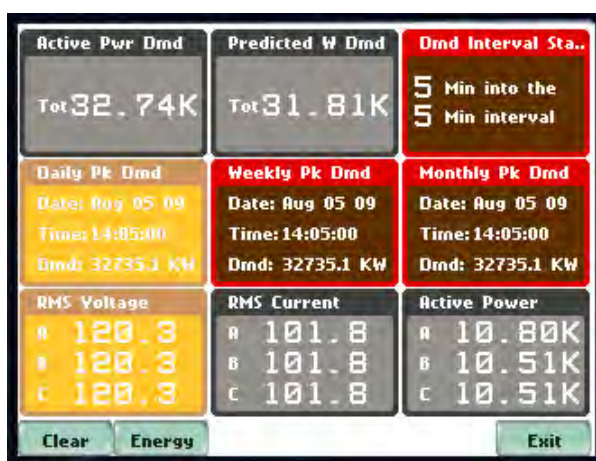 Active Pwr Dmd Predicted W Dmd Dmd Interval Sta..
Tot 32.74K Tot 31.81K 5 Min into the
5 Min interval
Daily Pk Dmd Weekly Pk Dmd Monthly Pk Dmd
Date: Aug 05 09 Date: Aug 05 09 Date: Aug 05 09
Time: 14:05:00 Time: 14:05:00 Time: 14:05:00
Dmd: 32735.1 KW Dmd: 32735.1 KW Dmd: 32735.1 KW
RMS Voltage RMS Current Active Power
A 120.3 A 101.8 A 10.80K
B 120.3 B 101.8 B 10.51K
C 120.3 C 101.8 C 10.51K
Clear Energy Exit